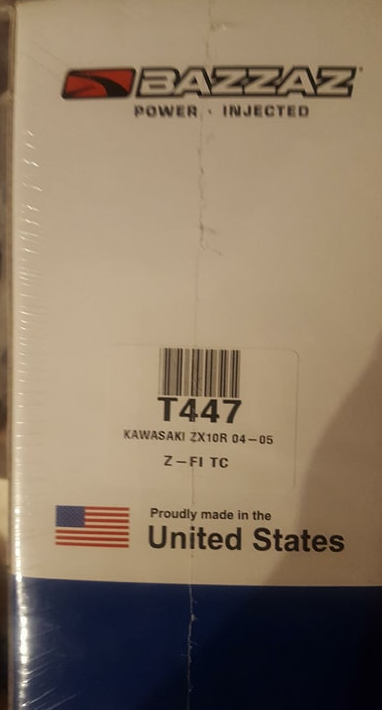 BAZZAZ
POWER · INJECTED
T447
KAWASAKI ZX10R 04-05
Z-FI TC
Proudly made in the
United States